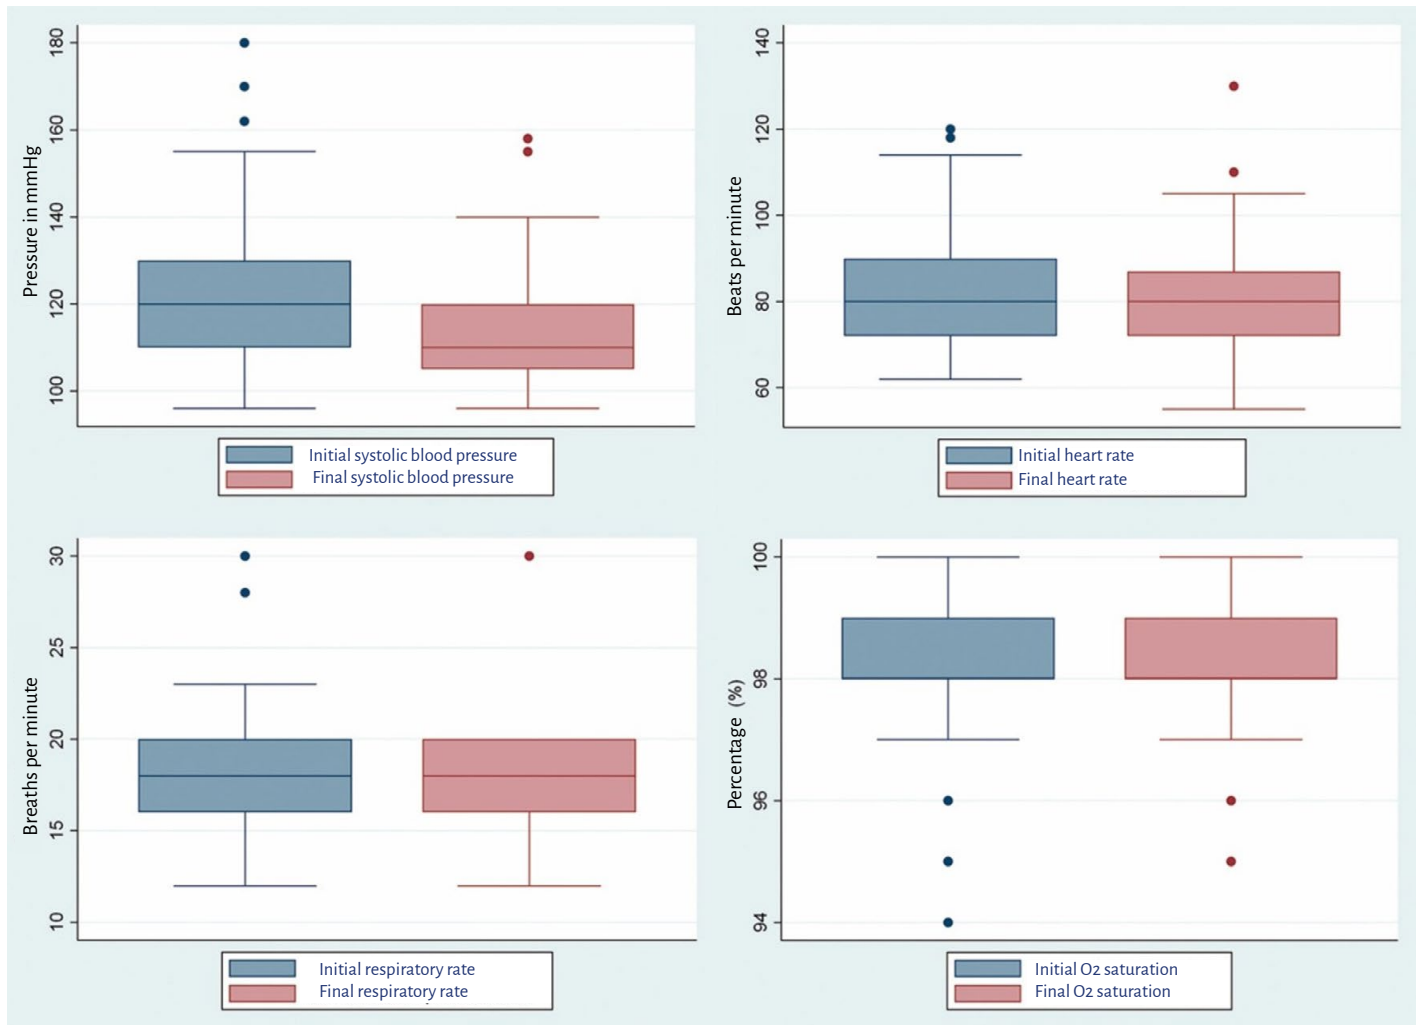 180
160
140
120
100
Pressure in mmHg
Initial systolic blood pressure
Final systolic blood pressure
140
120
100
80
60
Beats per minute
Initial heart rate
Final heart rate
30
25
20
15
10
Breaths per minute
Initial respiratory rate
Final respiratory rate
100
98
96
94
Percentage (%)
Initial O2 saturation
Final O2 saturation